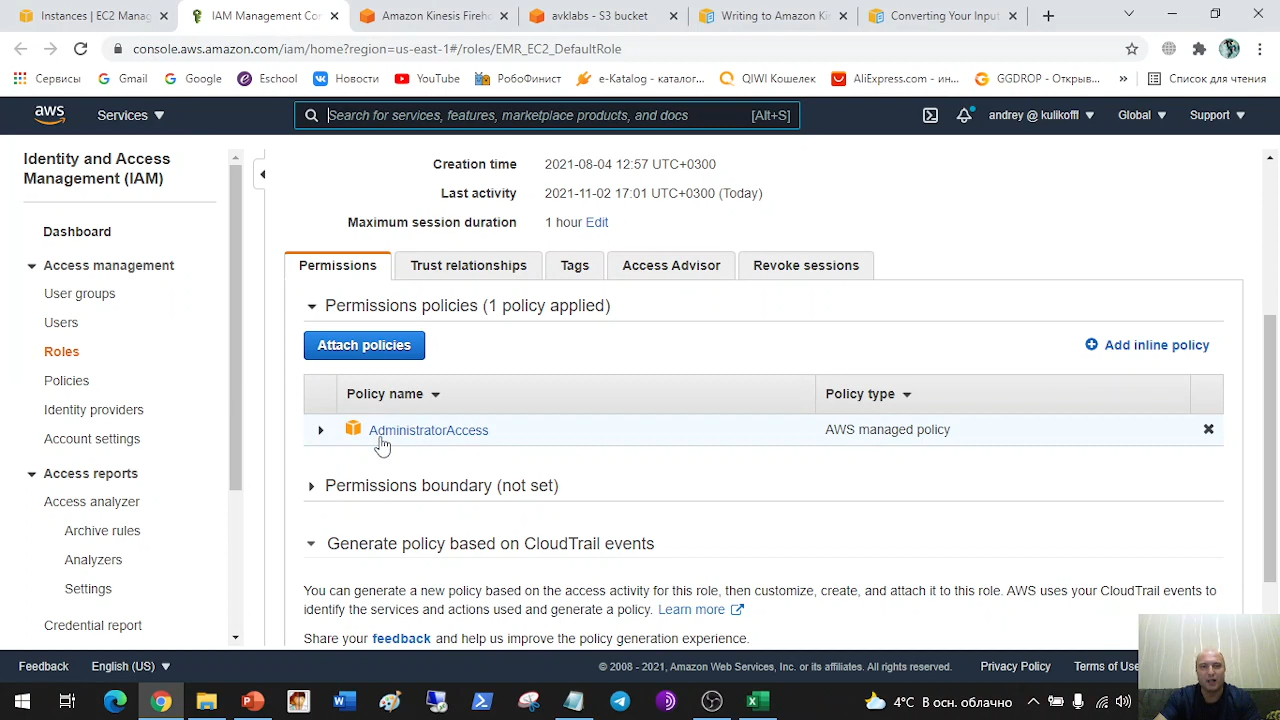 Instances | EC2 Manag
IAM Management Co
Amazon Kinesis Fireh
avklabs - S3 bucket
Writing to Amazon Ki
Converting Your Input
console.aws.amazon.com/iam/home?region=us-east-1#/roles/EMR_EC2_DefaultRole
Сервисы
Gmail
Google
Eschool
Новости
YouTube
РобоФинист
e-Katalog - каталог...
QIWI Кошелек
AliExpress.com - ин...
GGDROP - Открыв...
»
Список для чтения
aws
Services
Search for services, features, marketplace products, and docs
[Alt+S]
andrey @ kulikoffl
Global
Support
Identity and Access
Management (IAM)
Dashboard
Access management
User groups
Users
Roles
Policies
Identity providers
Account settings
Access reports
Access analyzer
Archive rules
Analyzers
Settings
Credential report
Creation time 2021-08-04 12:57 UTC+0300
Last activity 2021-11-02 17:01 UTC+0300 (Today)
Maximum session duration 1 hour Edit
Permissions
Trust relationships
Tags
Access Advisor
Revoke sessions
Permissions policies (1 policy applied)
Attach policies
Add inline policy
Policy name
Policy type
AdministratorAccess
AWS managed policy
Permissions boundary (not set)
Generate policy based on CloudTrail events
You can generate a new policy based on the access activity for this role, then customize, create, and attach it to this role. AWS uses your CloudTrail events to
identify the services and actions used and generate a policy. Learn more
Share your feedback and help us improve the policy generation experience.
Feedback
English (US)
© 2008 - 2021, Amazon Web Services, Inc. or its affiliates. All rights reserved.
Privacy Policy
Terms of Use
4°C В осн. облачно